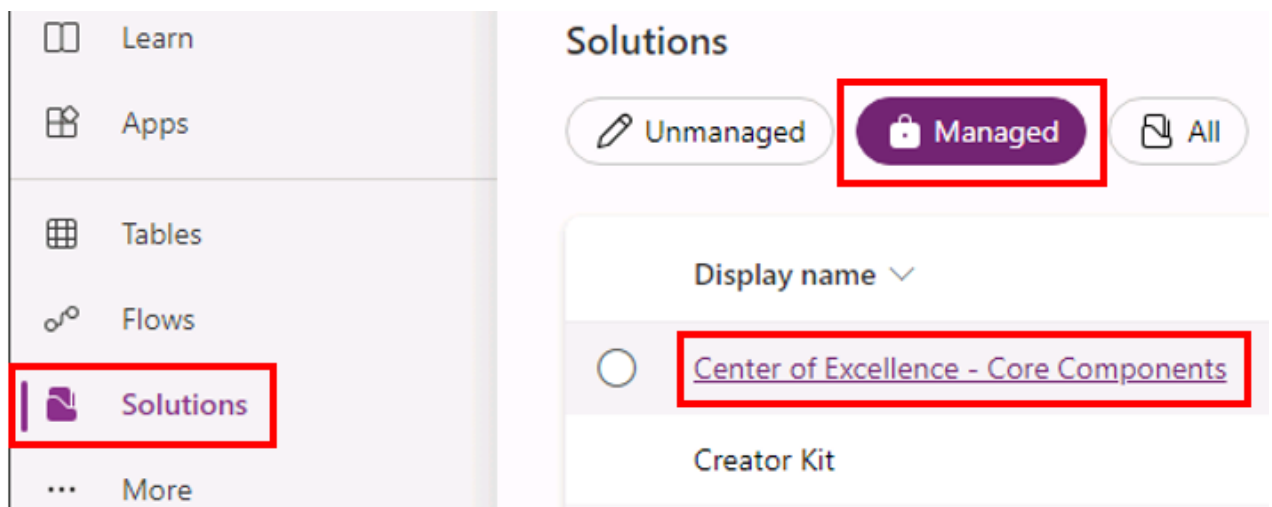 Learn
Apps
Tables
Flows
Solutions
More
Solutions
Unmanaged Managed All
Display name
Center of Excellence - Core Components
Creator Kit